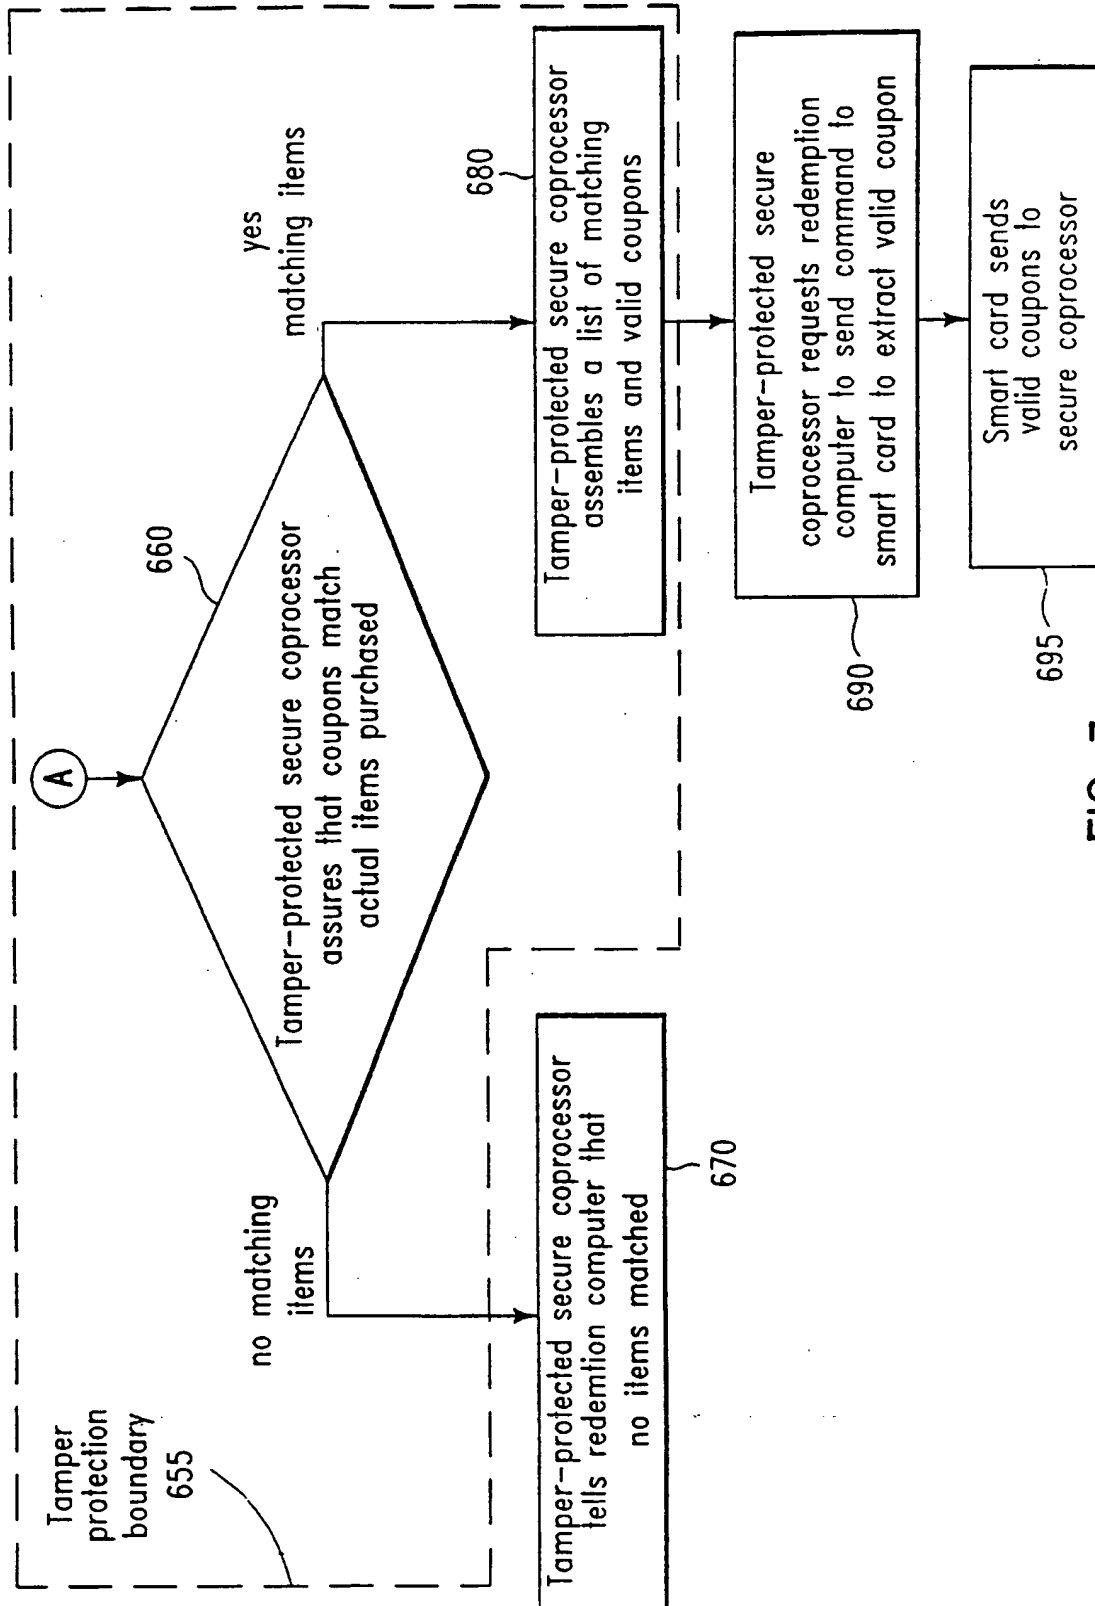 A
Tamper
protection
boundary
655
660
Tamper-protected secure coprocessor
assures that coupons match
actual items purchased
no matching
items
yes
matching items
Tamper-protected secure coprocessor
tells redemtion computer that
no items matched
670
680
Tamper-protected secure coprocessor
assembles a list of matching
items and valid coupons
Tamper-protected secure
coprocessor requests redemption
computer to send command to
smart card to extract valid coupon
690
Smart card sends
valid coupons to
secure coprocessor
695